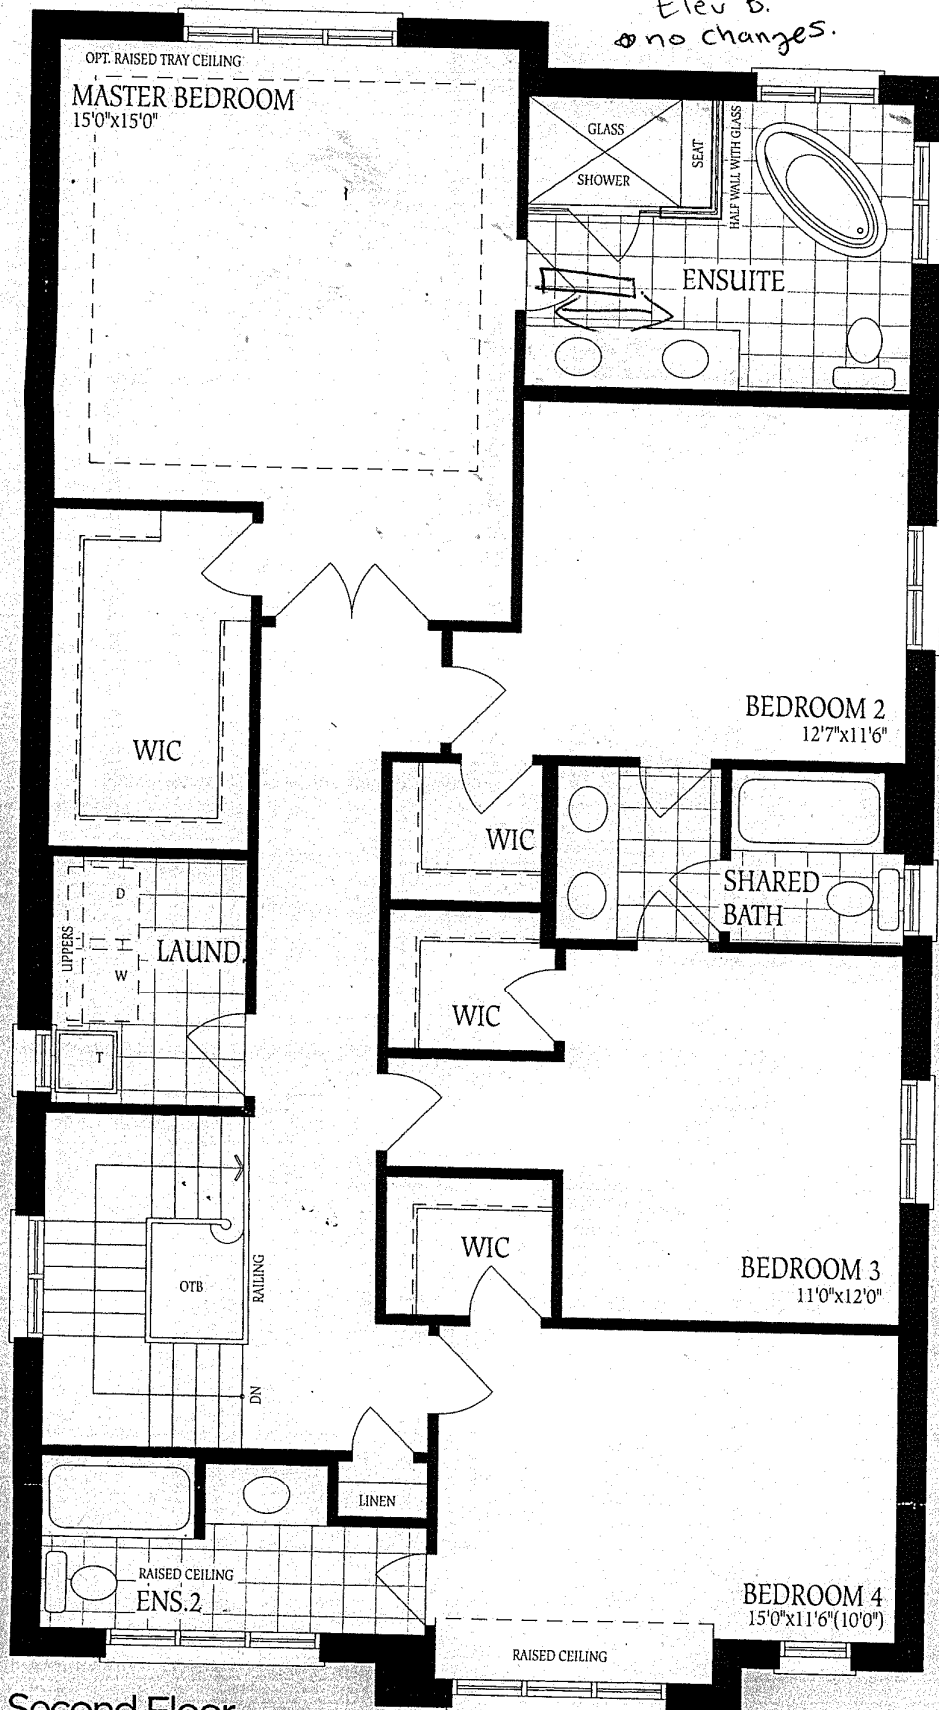 Elev B.
no changes.
OPT. RAISED TRAY CEILING
MASTER BEDROOM
15'0"x15'0"
GLASS
SHOWER
SEAT
HALF WALL WITH GLASS
ENSUITE
BEDROOM 2
12'7"x11'6"
WIC
WIC
SHARED
BATH
UPPERS
D
W
LAUND.
T
WIC
WIC
BEDROOM 3
11'0"x12'0"
OTB
RAILING
DN
LINEN
RAISED CEILING
ENS.2
BEDROOM 4
15'0"x11'6"(10'0")
RAISED CEILING
Second Floor